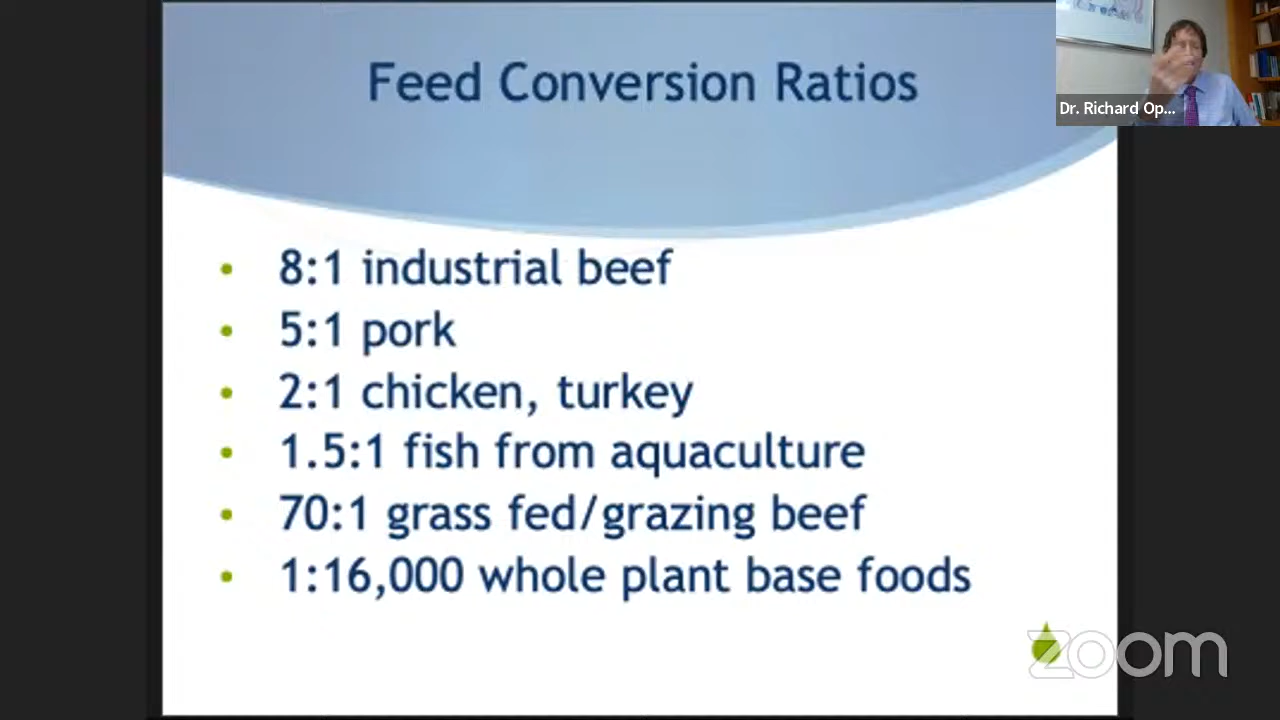 Feed Conversion Ratios
Dr. Richard Op...
• 8:1 industrial beef
• 5:1 pork
• 2:1 chicken, turkey
• 1.5:1 fish from aquaculture
• 70:1 grass fed/grazing beef
• 1:16,000 whole plant base foods
zoom